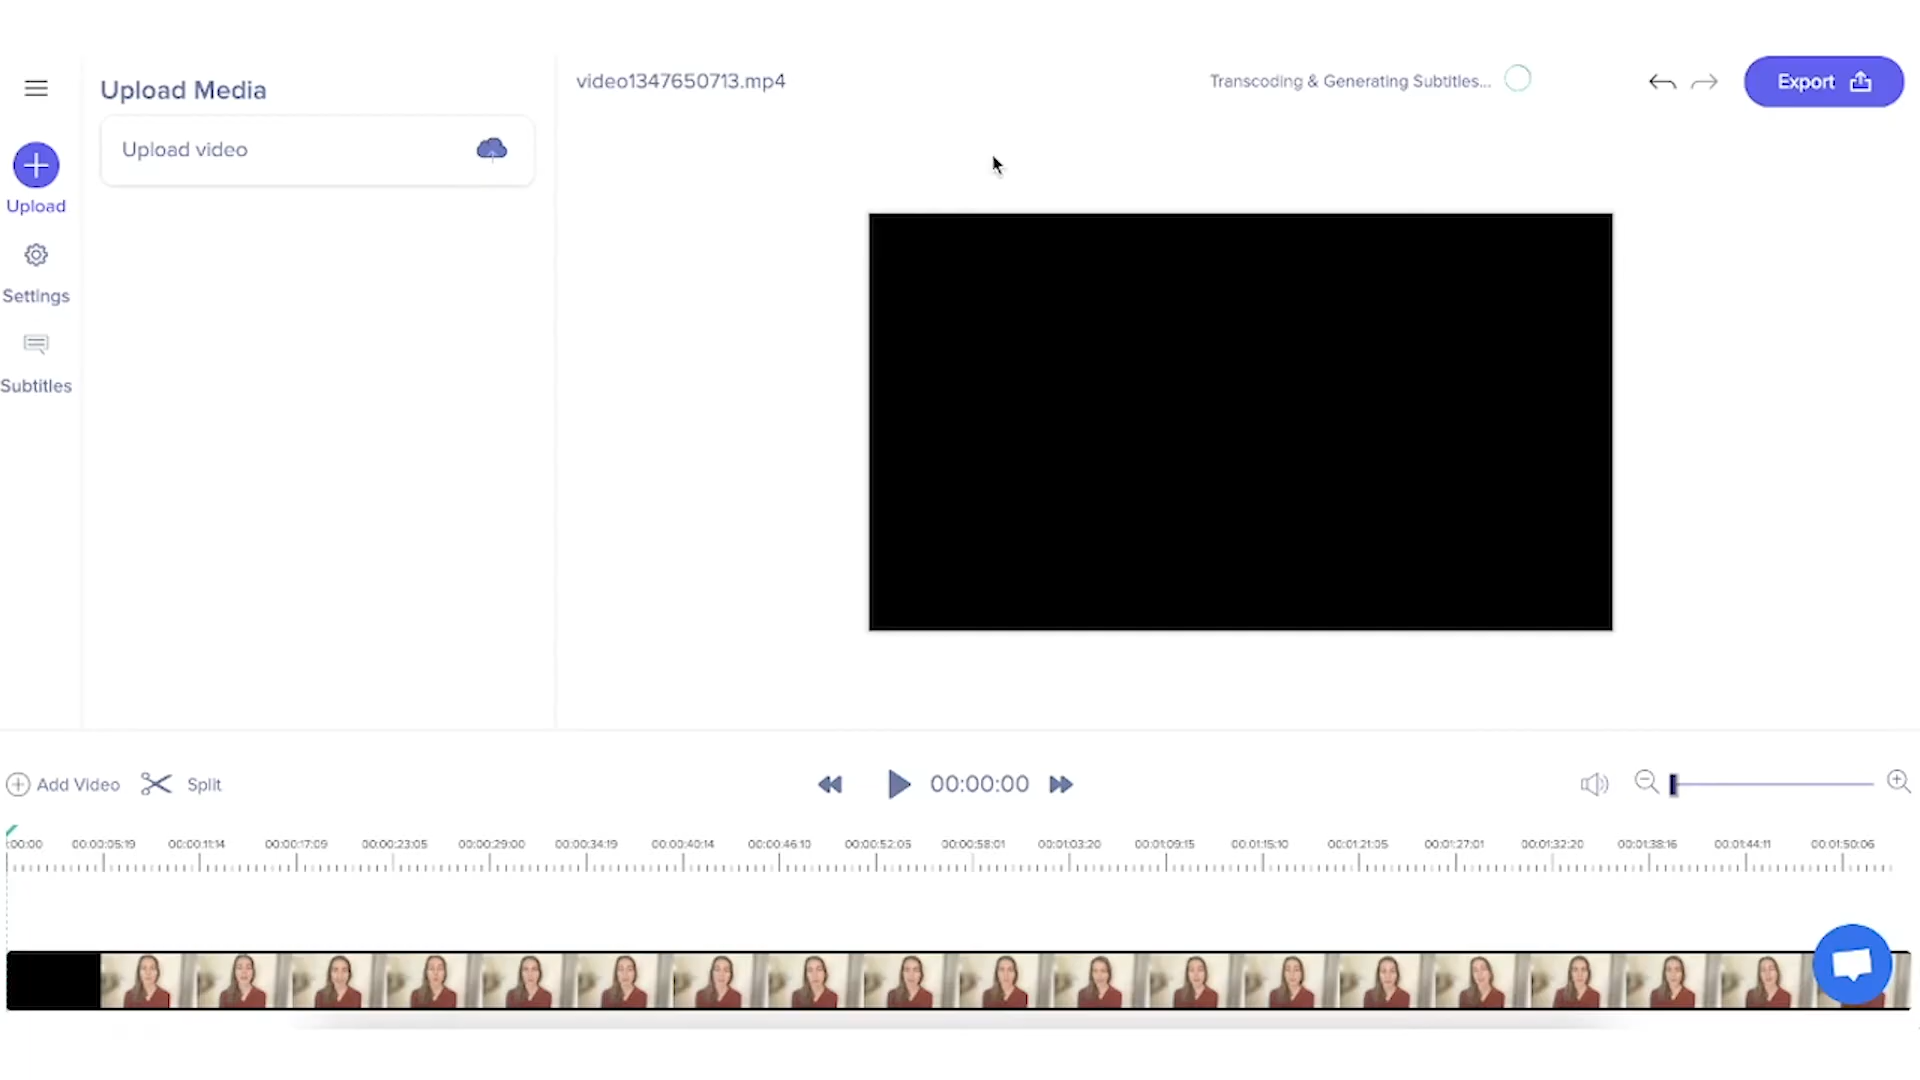 Upload Media
video1347650713.mp4
Transcoding & Generating Subtitles...
Export
Upload video
Upload
Settings
Subtitles
Add Video
Split
00:00:00
:00:00 00:00:05:19 00:00:11:14 00:00:17:09 00:00:23:05 00:00:29:00 00:00:34:19 00:00:40:14 00:00:46:10 00:00:52:05 00:00:58:01 00:01:03:20 00:01:09:15 00:01:15:10 00:01:21:05 00:01:27:01 00:01:32:20 00:01:38:16 00:01:44:11 00:01:50:06